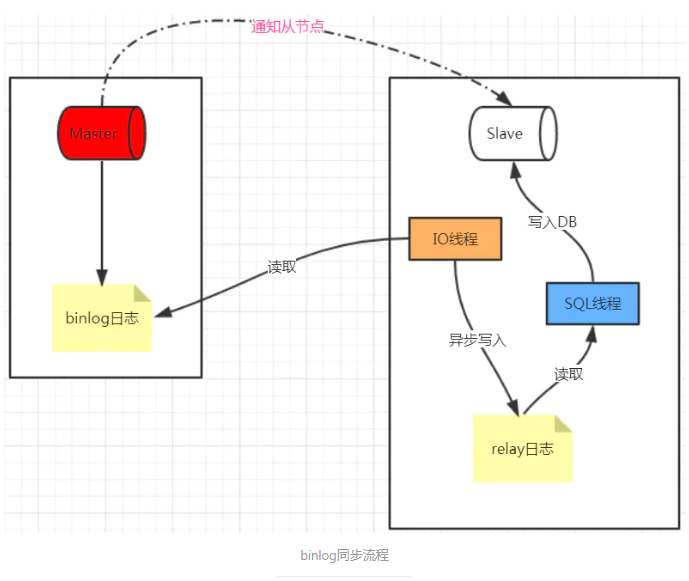 通知从节点
Master
Slave
写入DB
IO线程
读取
SQL线程
binlog日志
异步写入
读取
relay日志
binlog同步流程